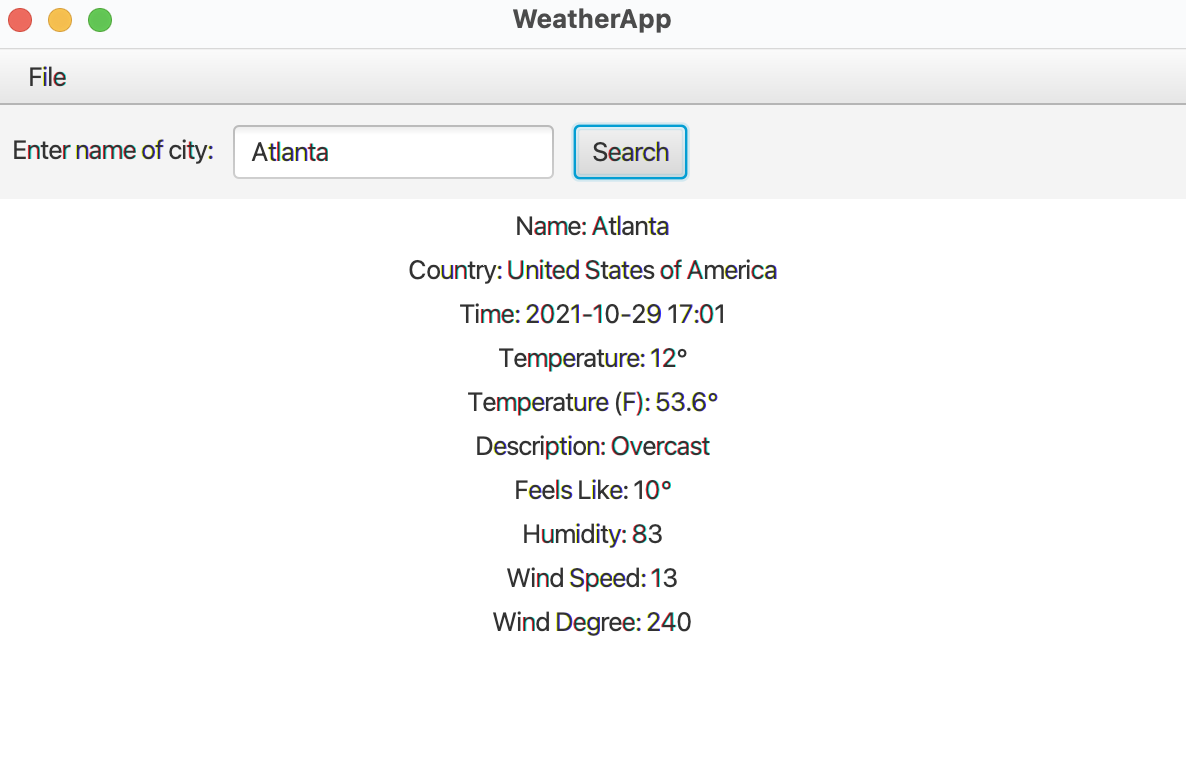 WeatherApp
File
Enter name of city: Atlanta Search
Name: Atlanta
Country: United States of America
Time: 2021-10-29 17:01
Temperature: 12°
Temperature (F): 53.6°
Description: Overcast
Feels Like: 10°
Humidity: 83
Wind Speed: 13
Wind Degree: 240